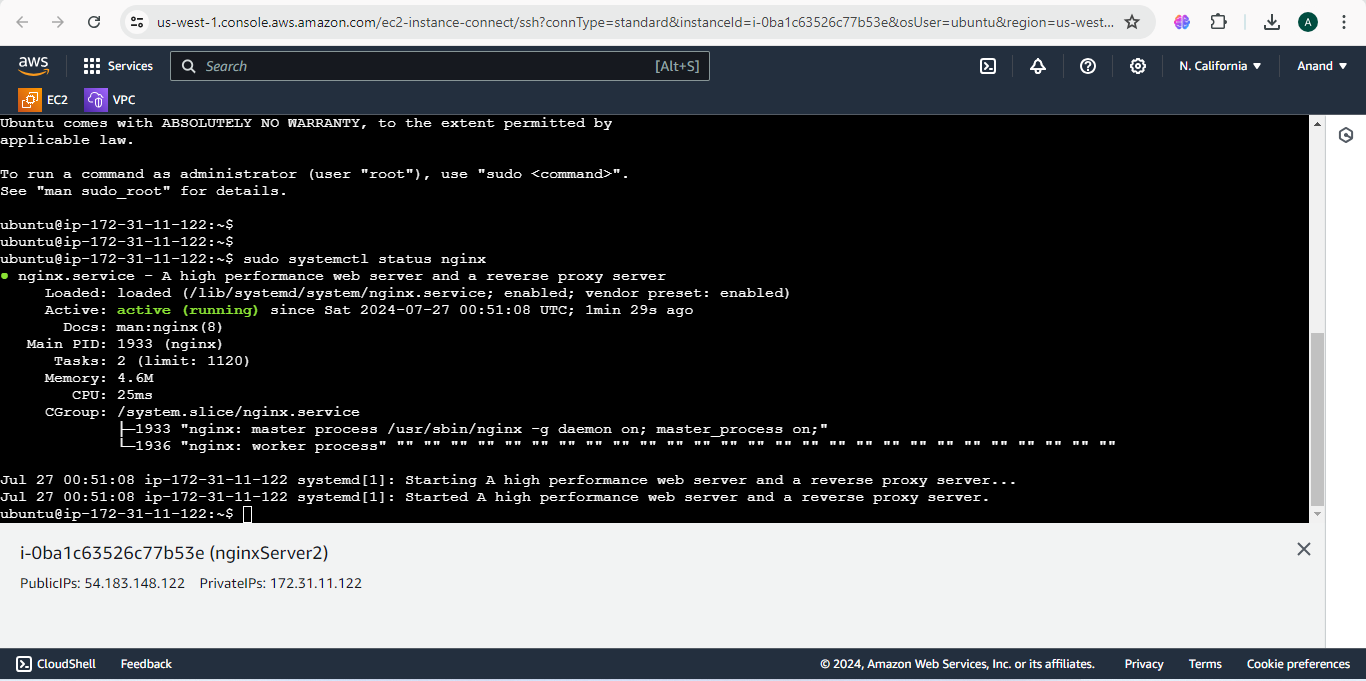 us-west-1.console.aws.amazon.com/ec2-instance-connect/ssh?connType=standard&instanceId=i-0ba1c63526c77b53e&osUser=ubuntu&region=us-west...
A
aws
Services
Search
[Alt+S]
N. California
Anand
EC2
VPC
Ubuntu comes with ABSOLUTELY NO WARRANTY, to the extent permitted by
applicable law.
To run a command as administrator (user "root"), use "sudo <command>".
See "man sudo_root" for details.
ubuntu@ip-172-31-11-122:~$
ubuntu@ip-172-31-11-122:~$
ubuntu@ip-172-31-11-122:~$ sudo systemctl status nginx
● nginx.service - A high performance web server and a reverse proxy server
Loaded: loaded (/lib/systemd/system/nginx.service; enabled; vendor preset: enabled)
Active: active (running) since Sat 2024-07-27 00:51:08 UTC; 1min 29s ago
Docs: man:nginx(8)
Main PID: 1933 (nginx)
Tasks: 2 (limit: 1120)
Memory: 4.6M
CPU: 25ms
CGroup: /system.slice/nginx.service
├─1933 "nginx: master process /usr/sbin/nginx -g daemon on; master_process on;"
└─1936 "nginx: worker process" "" "" "" "" "" "" "" "" "" "" "" "" "" "" "" "" "" "" "" "" "" "" "" "" "" "" ""
Jul 27 00:51:08 ip-172-31-11-122 systemd[1]: Starting A high performance web server and a reverse proxy server...
Jul 27 00:51:08 ip-172-31-11-122 systemd[1]: Started A high performance web server and a reverse proxy server.
ubuntu@ip-172-31-11-122:~$
i-0ba1c63526c77b53e (nginxServer2)
PublicIPs: 54.183.148.122 PrivateIPs: 172.31.11.122
CloudShell
Feedback
© 2024, Amazon Web Services, Inc. or its affiliates.
Privacy
Terms
Cookie preferences